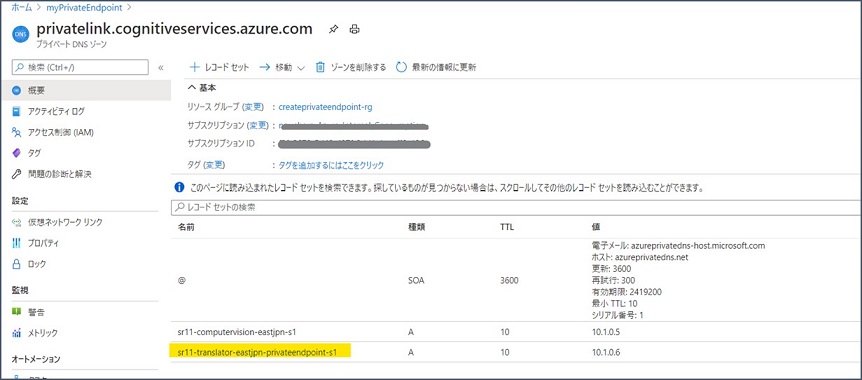 ホーム > myPrivateEndpoint >
DNS
privatelink.cognitiveservices.azure.com
プライベート DNS ゾーン
検索 (Ctrl+/)
«
概要
アクティビティ ログ
アクセス制御 (IAM)
タグ
問題の診断と解決
設定
仮想ネットワーク リンク
プロパティ
ロック
監視
警告
メトリック
オートメーション
レコード セット
移動
ゾーンを削除する
最新の情報に更新
基本
リソース グループ (変更) : createprivateendpoint-rg
サブスクリプション (変更) :
サブスクリプション ID :
タグ (変更) : タグを追加するにはここをクリック
このページに読み込まれたレコード セットを検索できます。探しているものが見つからない場合は、スクロールしてその他のレコード セットを読み込むことができます。
レコード セットの検索
名前 種類 TTL 値
@ SOA 3600
電子メール: azureprivatedns-host.microsoft.com
ホスト: azureprivatedns.net
更新: 3600
再試行: 300
有効期限: 2419200
最小 TTL: 10
シリアル番号: 1
sr11-computervision-eastjpn-s1 A 10 10.1.0.5
sr11-translator-eastjpn-privateendpoint-s1 A 10 10.1.0.6